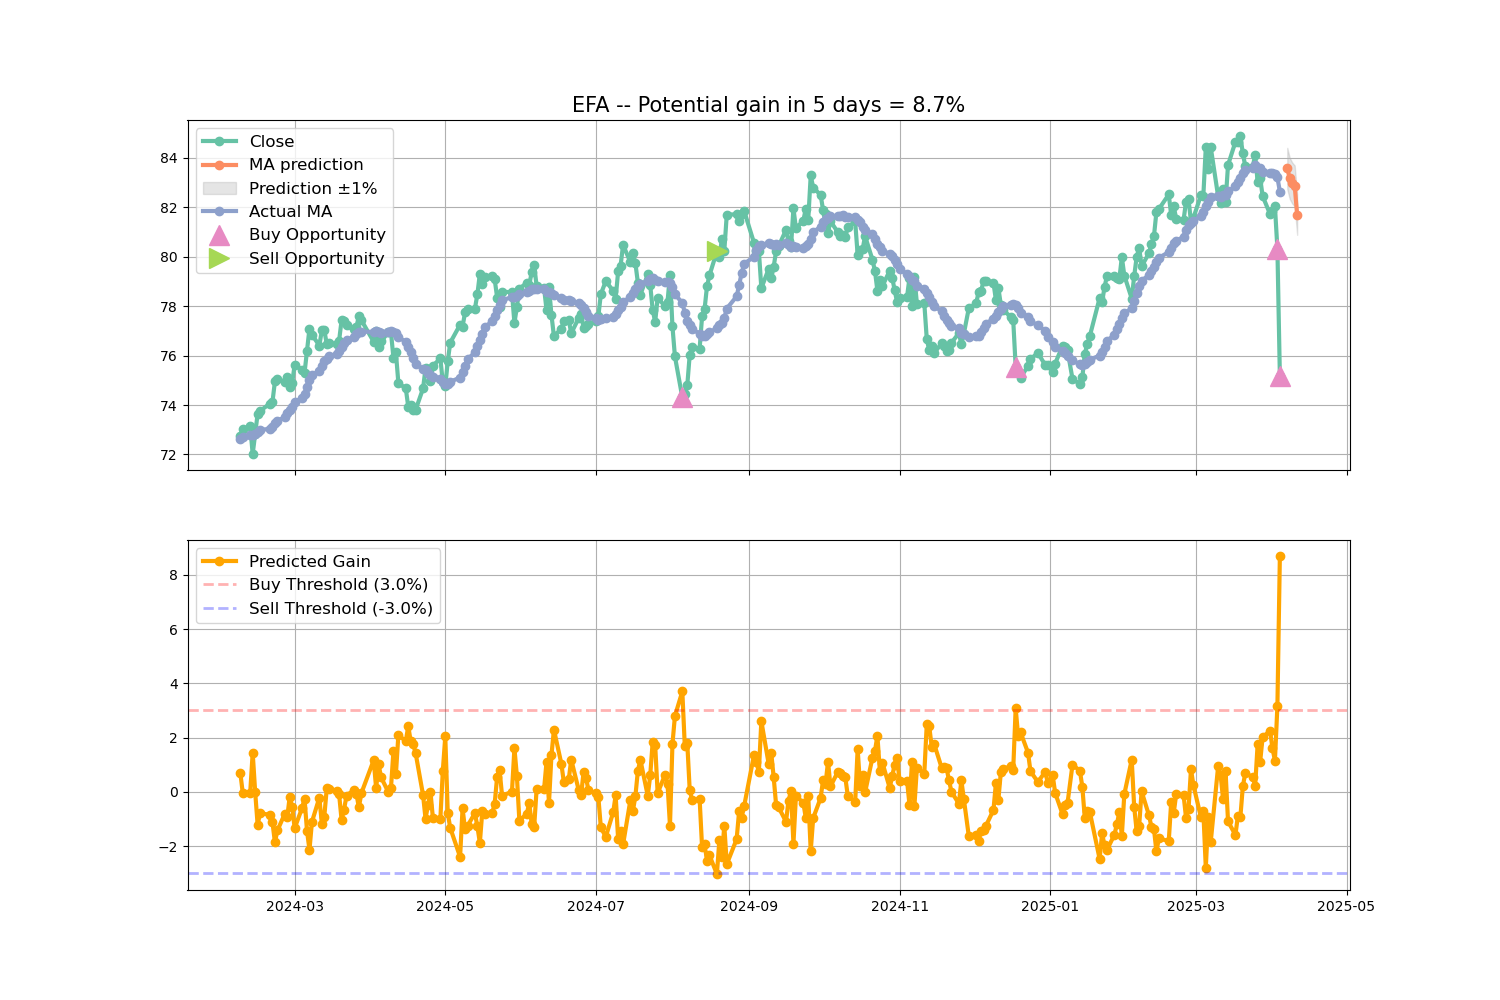 EFA -- Potential gain in 5 days = 8.7%
Close
MA prediction
Prediction ±1%
Actual MA
Buy Opportunity
Sell Opportunity
84
82
80
78
76
74
72
Predicted Gain
Buy Threshold (3.0%)
Sell Threshold (-3.0%)
8
6
4
2
0
−2
2024-03 2024-05 2024-07 2024-09 2024-11 2025-01 2025-03 2025-05